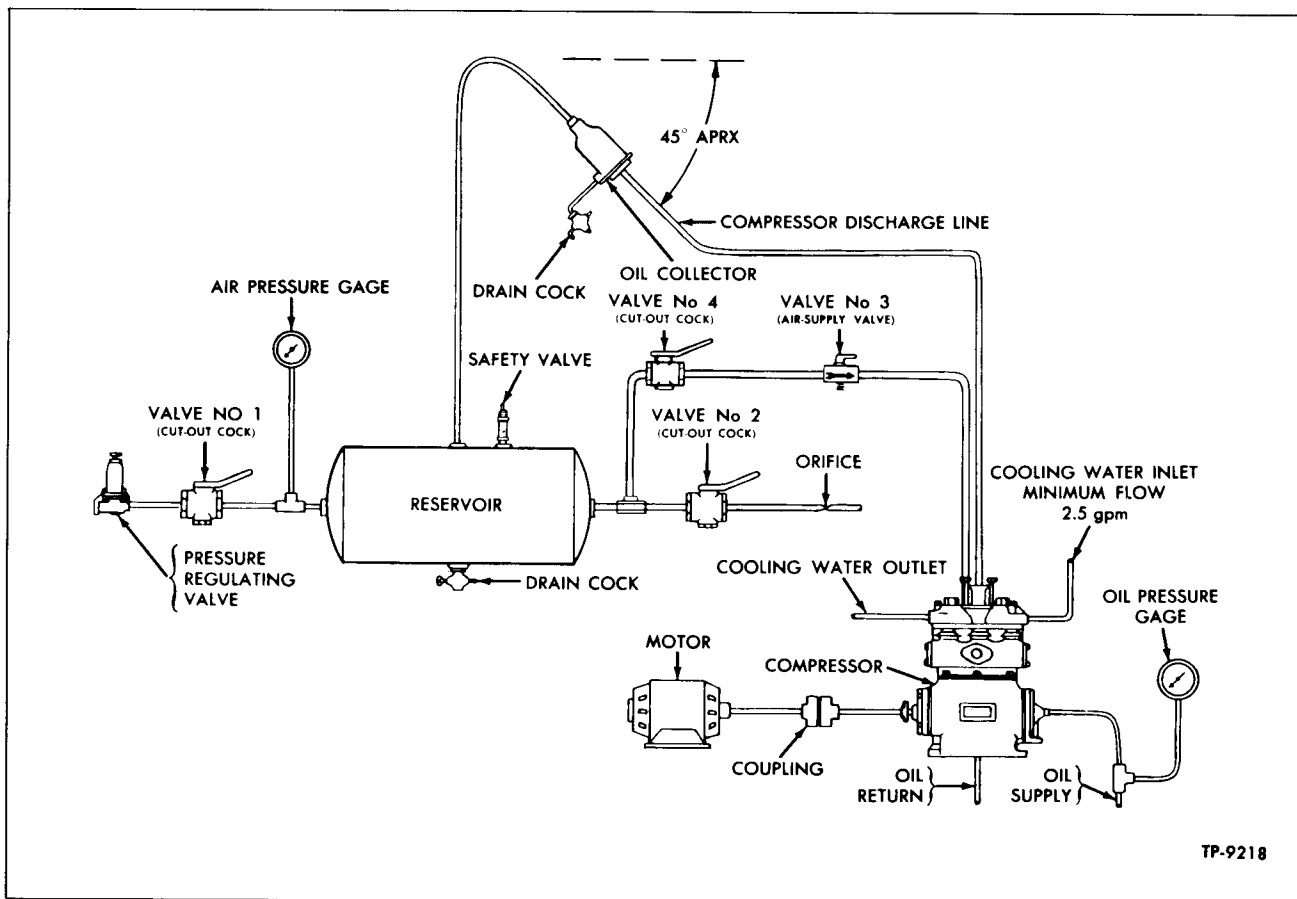 45° APRX
COMPRESSOR DISCHARGE LINE
OIL COLLECTOR
DRAIN COCK
AIR PRESSURE GAGE
VALVE No 4
(CUT-OUT COCK)
VALVE No 3
(AIR-SUPPLY VALVE)
SAFETY VALVE
VALVE NO 1
(CUT-OUT COCK)
VALVE No 2
(CUT-OUT COCK)
ORIFICE
COOLING WATER INLET
MINIMUM FLOW
2.5 gpm
RESERVOIR
PRESSURE
REGULATING
VALVE
DRAIN COCK
COOLING WATER OUTLET
OIL PRESSURE
GAGE
MOTOR
COMPRESSOR
COUPLING
OIL
RETURN
OIL
SUPPLY
TP-9218